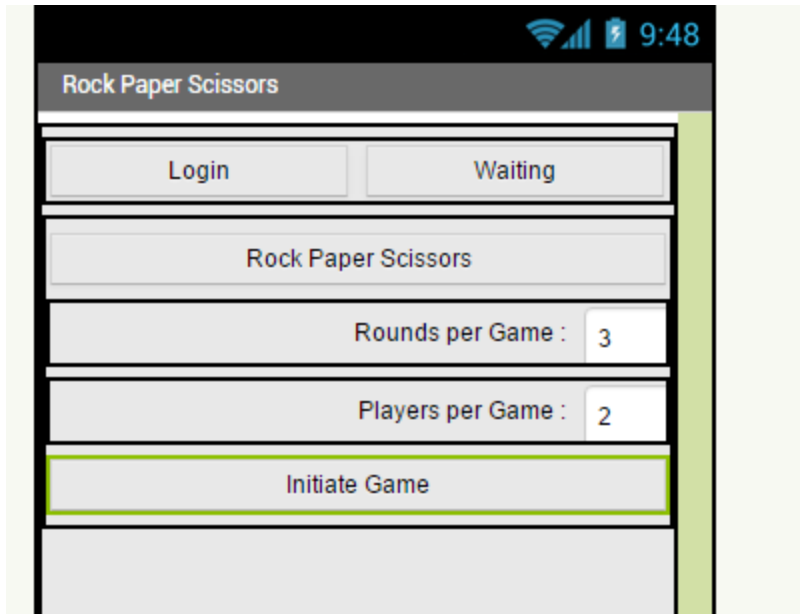 9:48
Rock Paper Scissors
Login Waiting
Rock Paper Scissors
Rounds per Game : 3
Players per Game : 2
Initiate Game